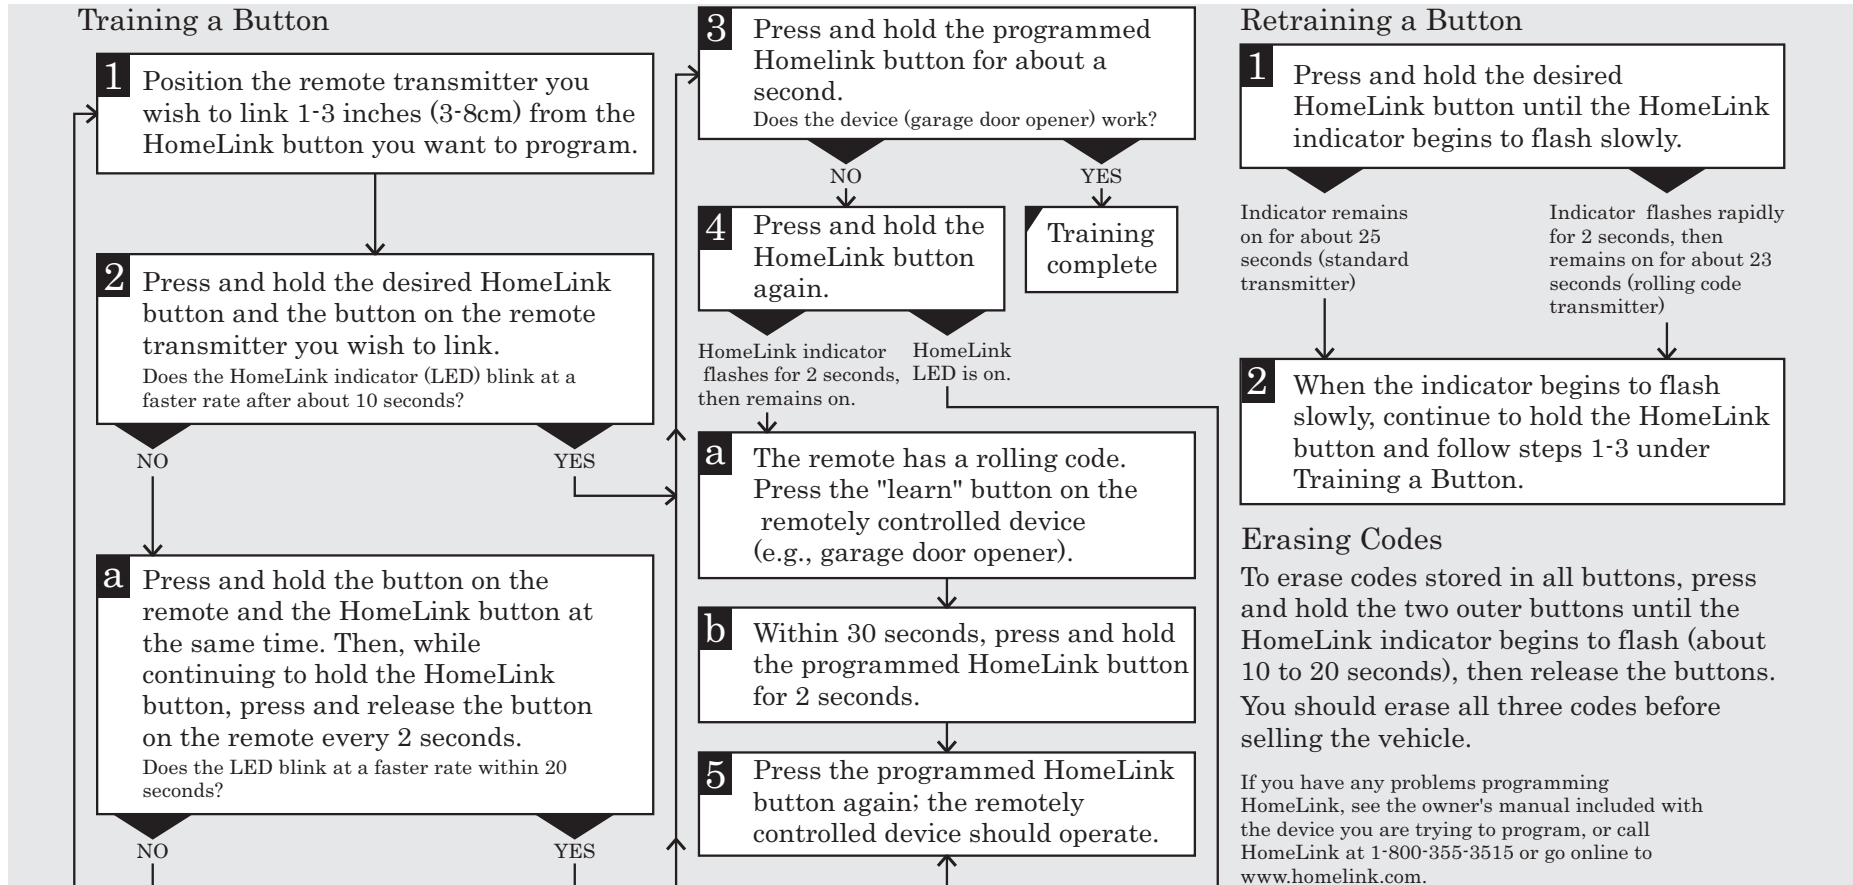 Training a Button
1
Position the remote transmitter you
wish to link 1-3 inches (3-8cm) from the
HomeLink button you want to program.
2
Press and hold the desired HomeLink
button and the button on the remote
transmitter you wish to link.
Does the HomeLink indicator (LED) blink at a
faster rate after about 10 seconds?
NO
YES
a
Press and hold the button on the
remote and the HomeLink button at
the same time. Then, while
continuing to hold the HomeLink
button, press and release the button
on the remote every 2 seconds.
Does the LED blink at a faster rate within 20
seconds?
NO
YES
3
Press and hold the programmed
Homelink button for about a
second.
Does the device (garage door opener) work?
NO
YES
4
Press and hold the
HomeLink button
again.
Training
complete
HomeLink indicator
flashes for 2 seconds,
then remains on.
HomeLink
LED is on.
a
The remote has a rolling code.
Press the "learn" button on the
remotely controlled device
(e.g., garage door opener).
b
Within 30 seconds, press and hold
the programmed HomeLink button
for 2 seconds.
5
Press the programmed HomeLink
button again; the remotely
controlled device should operate.
Retraining a Button
1
Press and hold the desired
HomeLink button until the HomeLink
indicator begins to flash slowly.
Indicator remains
on for about 25
seconds (standard
transmitter)
Indicator flashes rapidly
for 2 seconds, then
remains on for about 23
seconds (rolling code
transmitter)
2
When the indicator begins to flash
slowly, continue to hold the HomeLink
button and follow steps 1-3 under
Training a Button.
Erasing Codes
To erase codes stored in all buttons, press
and hold the two outer buttons until the
HomeLink indicator begins to flash (about
10 to 20 seconds), then release the buttons.
You should erase all three codes before
selling the vehicle.
If you have any problems programming
HomeLink, see the owner's manual included with
the device you are trying to program, or call
HomeLink at 1-800-355-3515 or go online to
www.homelink.com.